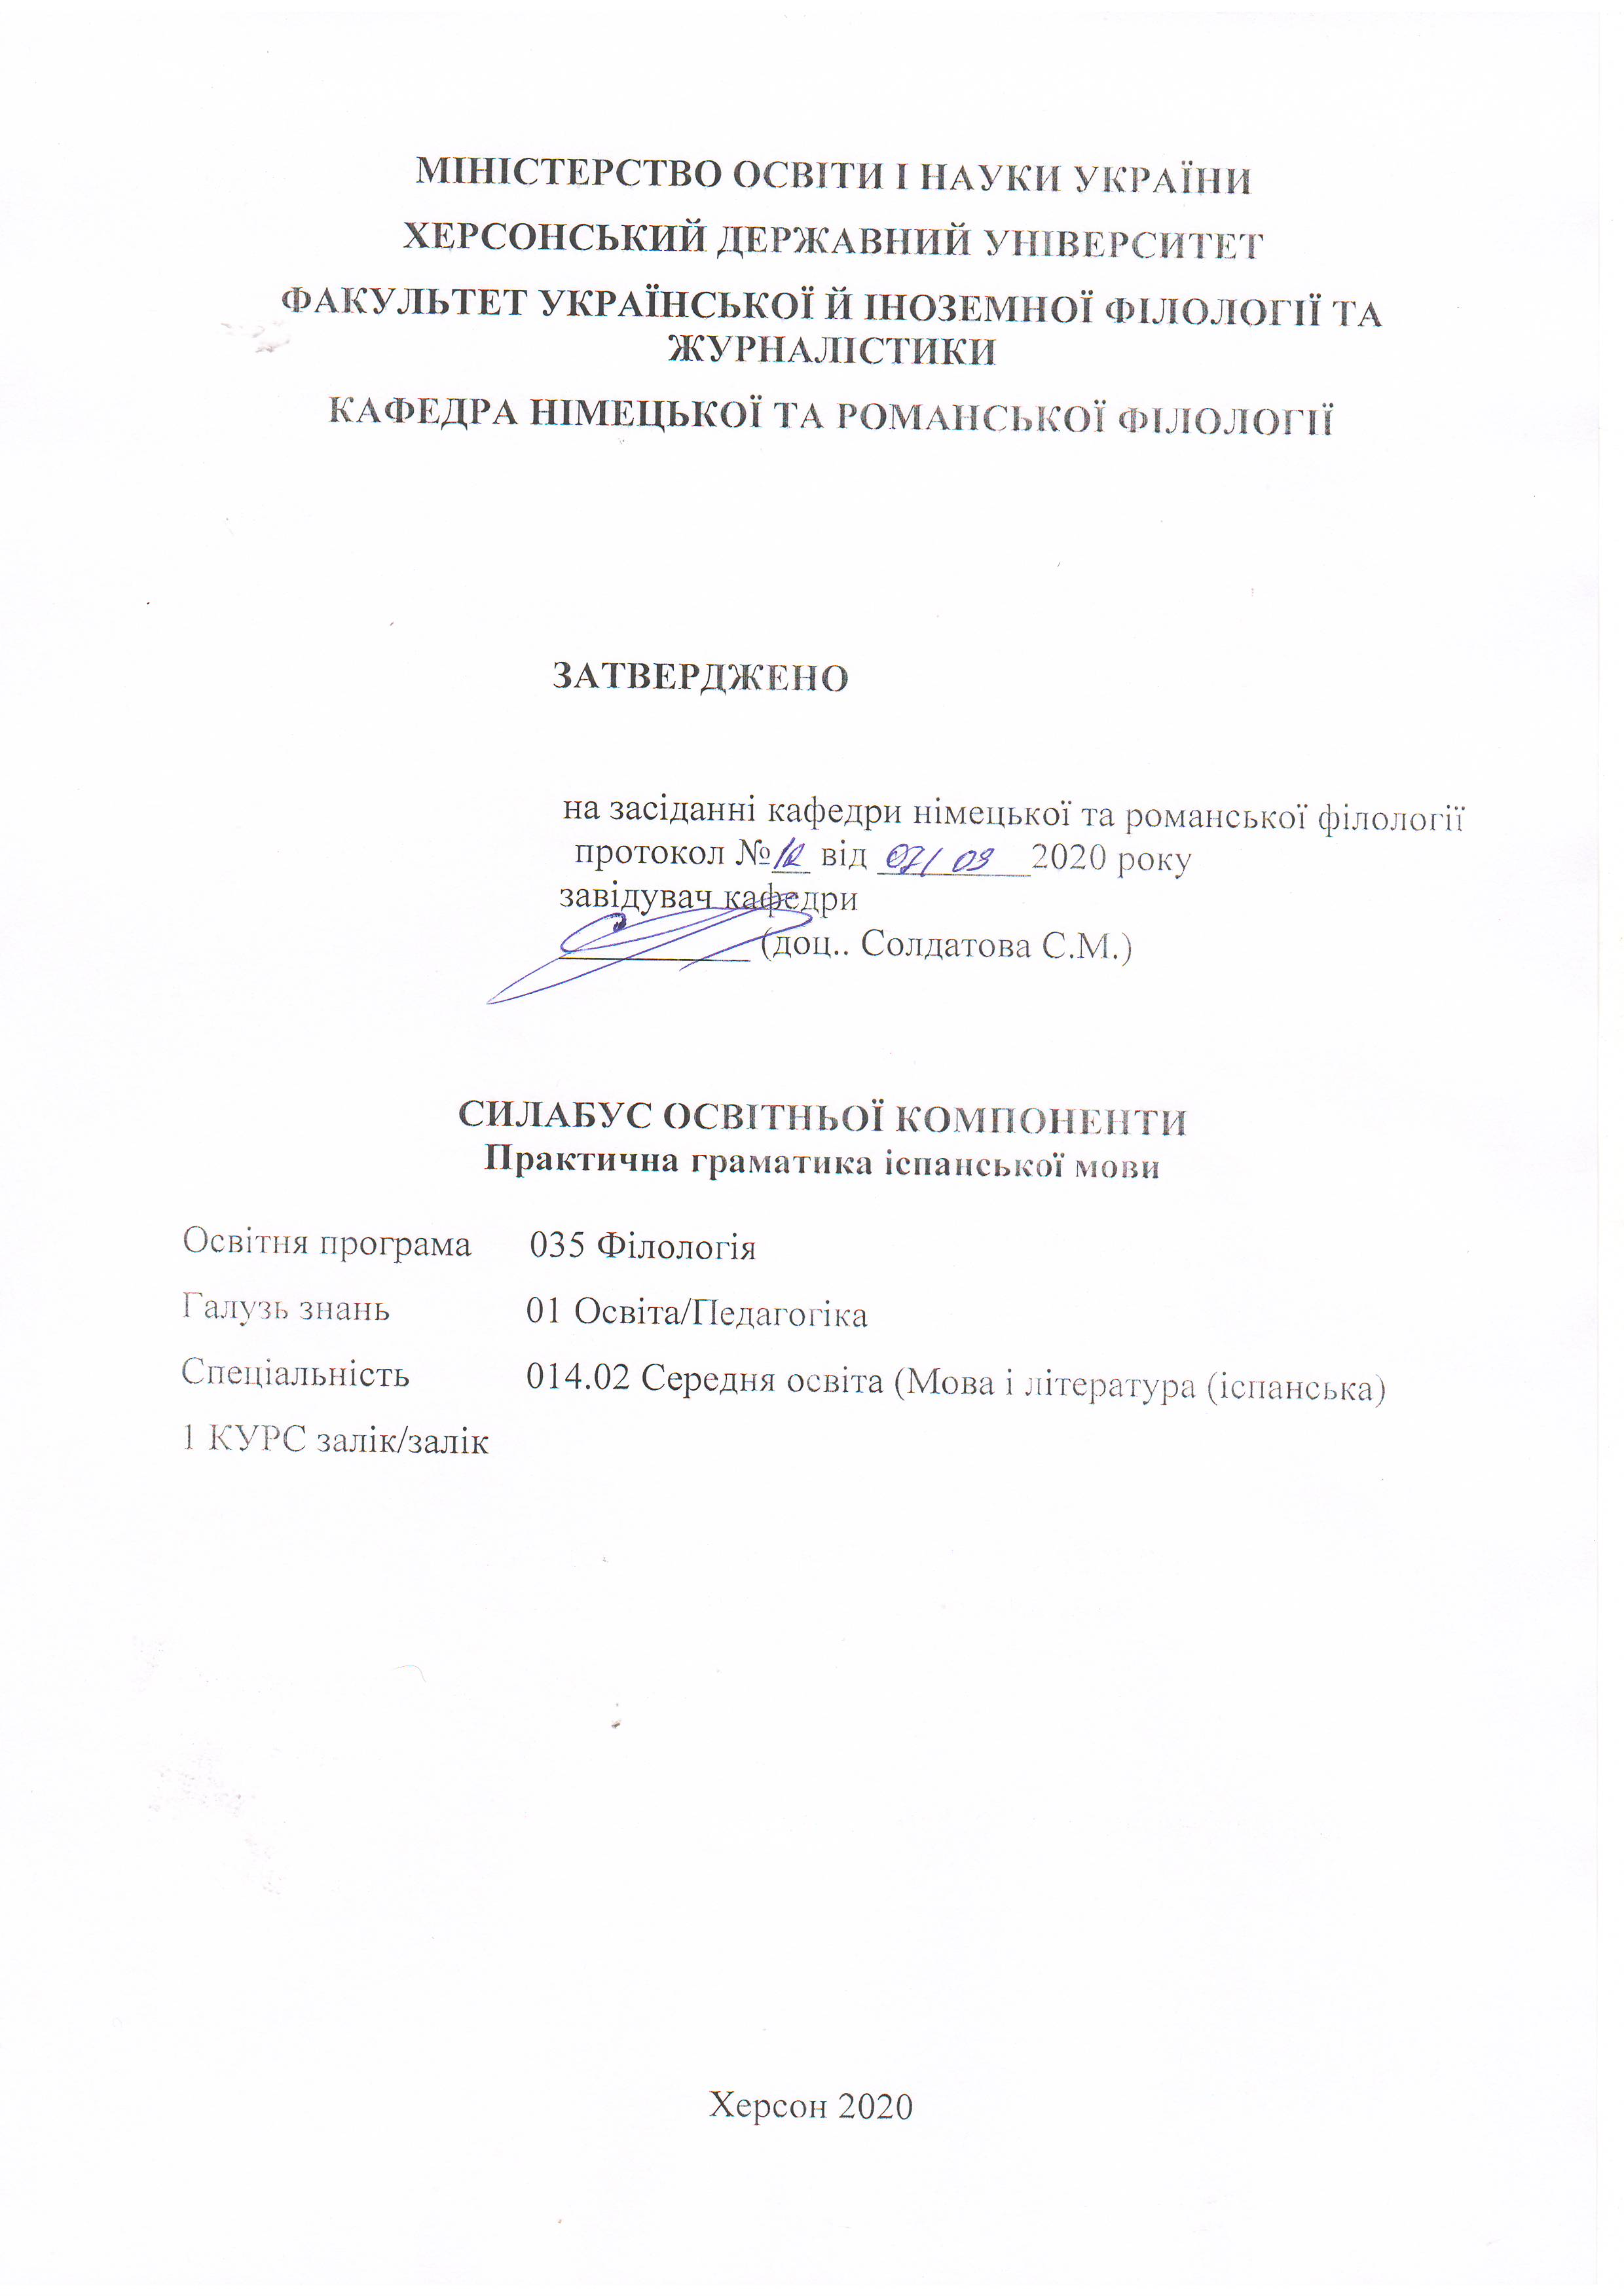 МІНІСТЕРСТВО ОСВІТИ І НАУКИ УКРАЇНИ
ХЕРСОНСЬКИЙ ДЕРЖАВНИЙ УНІВЕРСИТЕТ
ФАКУЛЬТЕТ УКРАЇНСЬКОЇ Й ІНОЗЕМНОЇ ФІЛОЛОГІЇ ТА
ЖУРНАЛІСТИКИ
КАФЕДРА НІМЕЦЬКОЇ ТА РОМАНСЬКОЇ ФІЛОЛОГІЇ
ЗАТВЕРДЖЕНО
на засіданні кафедри німецької та романської філології
протокол № від 07/09 2020 року
завідувач кафедри
(доц.. Солдатова С.М.)
СИЛАБУС ОСВІТНЬОЇ КОМПОНЕНТИ
Практична граматика іспанської мови
Освітня програма 035 Філологія
Галузь знань 01 Освіта/Педагогіка
Спеціальність 014.02 Середня освіта (Мова і література (іспанська)
1 КУРС залік/залік
Херсон 2020